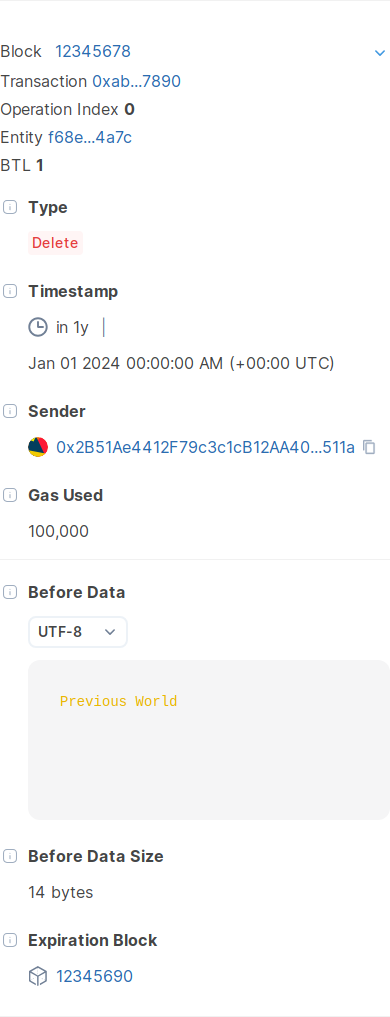 Block 12345678
Transaction 0xab...7890
Operation Index 0
Entity f68e...4a7c
BTL 1
Type
Delete
Timestamp
in 1y
Jan 01 2024 00:00:00 AM (+00:00 UTC)
Sender
0x2B51Ae4412F79c3c1cB12AA40...511a
Gas Used
100,000
Before Data
UTF-8
Previous World
Before Data Size
14 bytes
Expiration Block
12345690